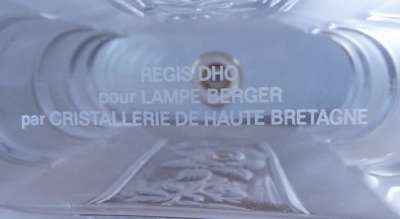 REGIS DHO
pour LAMPE BERGER
par CRISTALLERIE DE HAUTE BRETAGNE